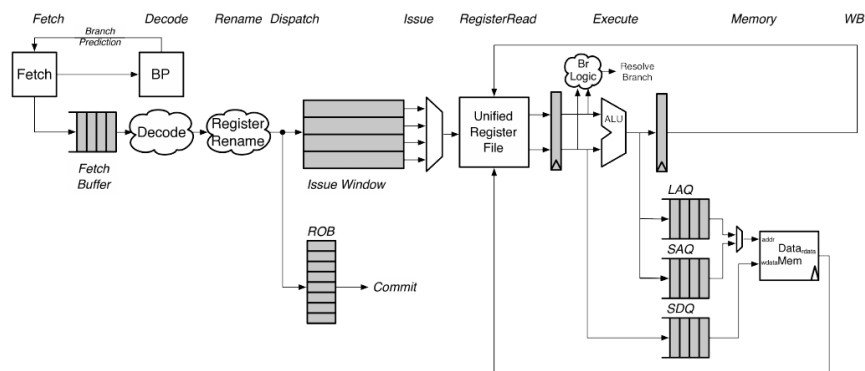 Fetch Decode Rename Dispatch Issue RegisterRead Execute Memory WB
Branch
Prediction
Fetch
BP
Br
Logic
Resolve
Branch
Decode
Register
Rename
Unified
Register
File
ALU
Fetch
Buffer
Issue Window
LAQ
ROB
SAQ
addr
Data
rdata
wdata
Mem
Commit
SDQ